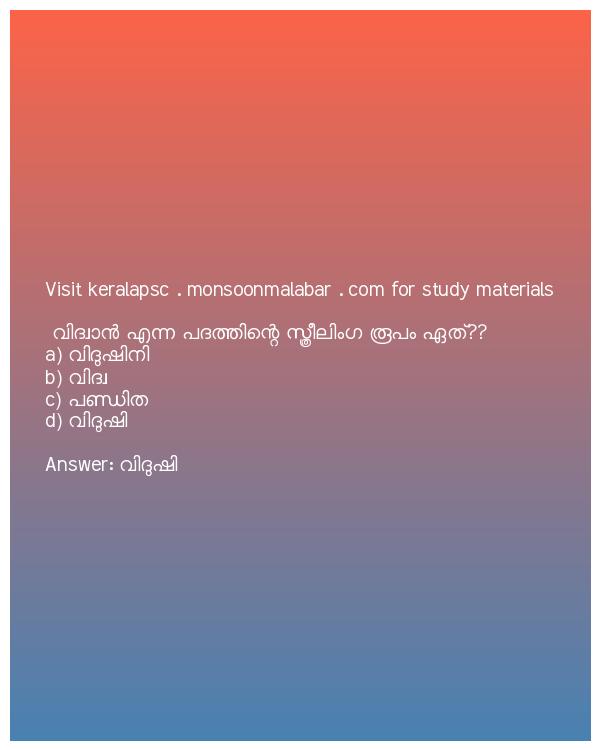 Visit keralapsc . monsoonmalabar . com for study materials
വിദ്വാൻ എന്ന പദത്തിന്റെ സ്ത്രീലിംഗ രൂപം ഏത്??
a) വിദുഷിനി
b) വിദ്വ
c) പണ്ഡിത
d) വിദുഷി
Answer: വിദുഷി